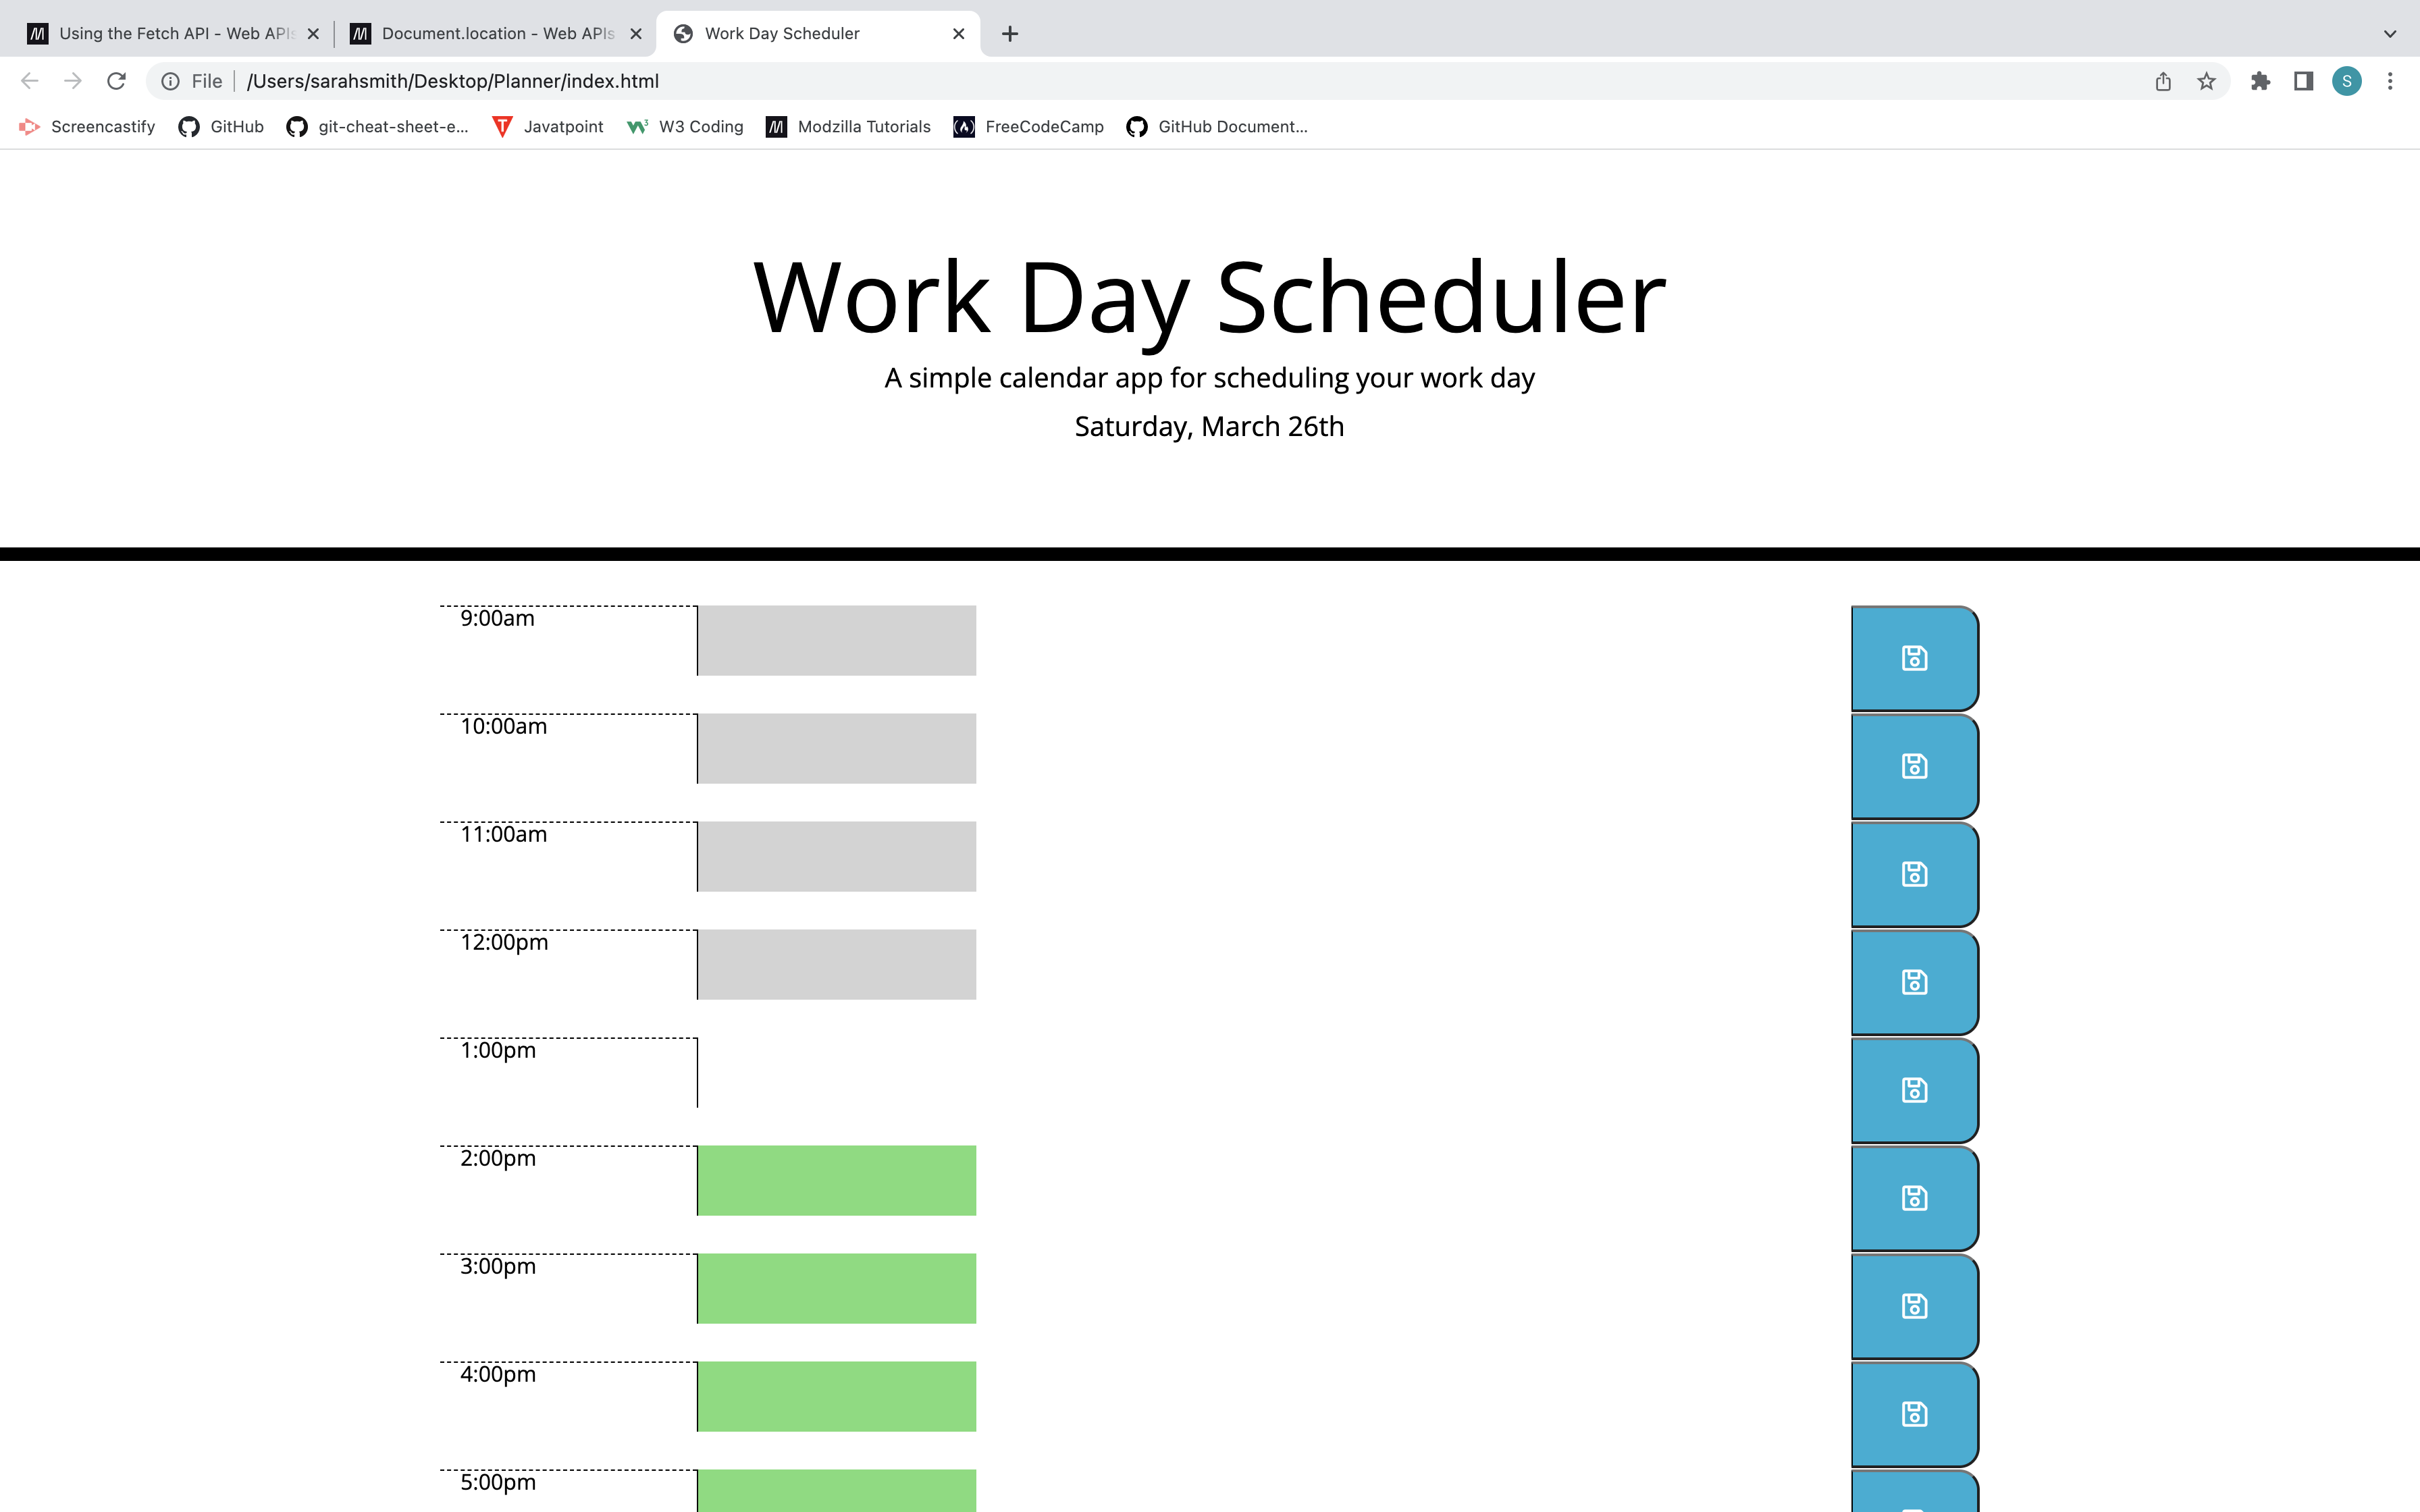 Using the Fetch API - Web APIs
Document.location - Web APIs
Work Day Scheduler
File
/Users/sarahsmith/Desktop/Planner/index.html
S
Screencastify
GitHub
git-cheat-sheet-e...
Javatpoint
W3 Coding
Modzilla Tutorials
FreeCodeCamp
GitHub Document...
Work Day Scheduler
A simple calendar app for scheduling your work day
Saturday, March 26th
9:00am
10:00am
11:00am
12:00pm
1:00pm
2:00pm
3:00pm
4:00pm
5:00pm